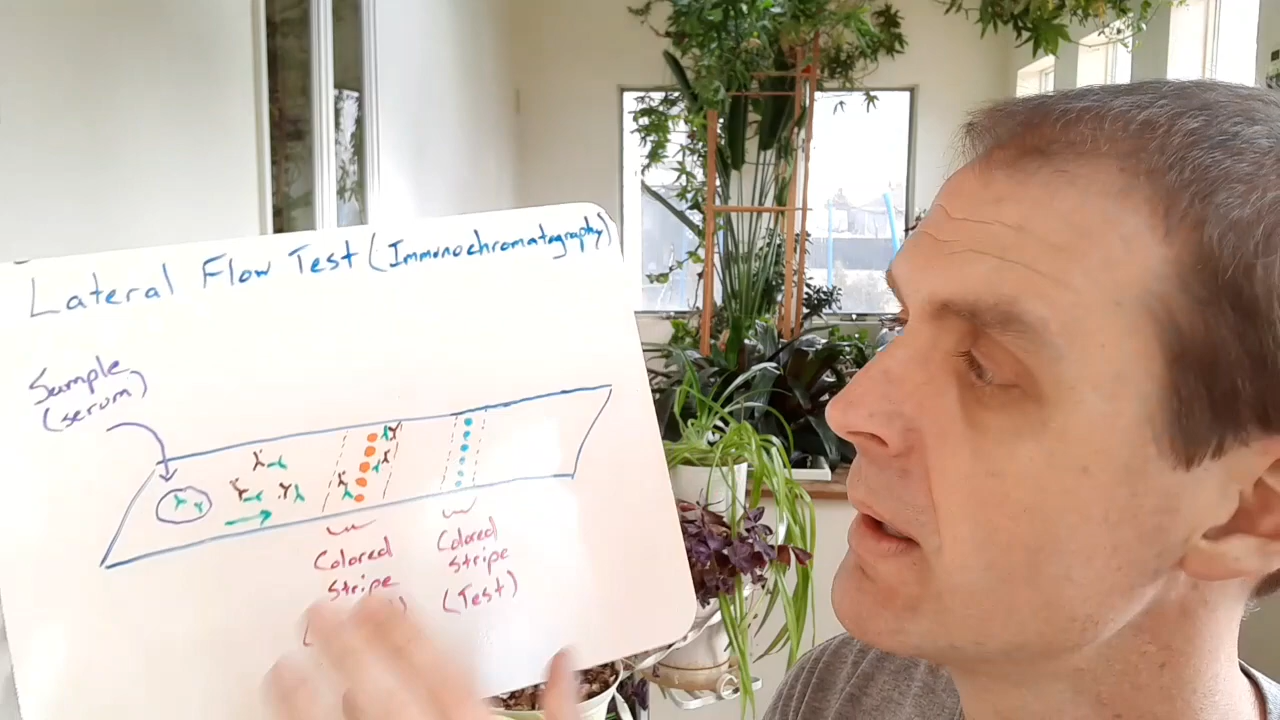 Lateral Flow Test (Immunochromatography)
Sample
(serum)
Colored
Stripe
Colored
Stripe
(Test)